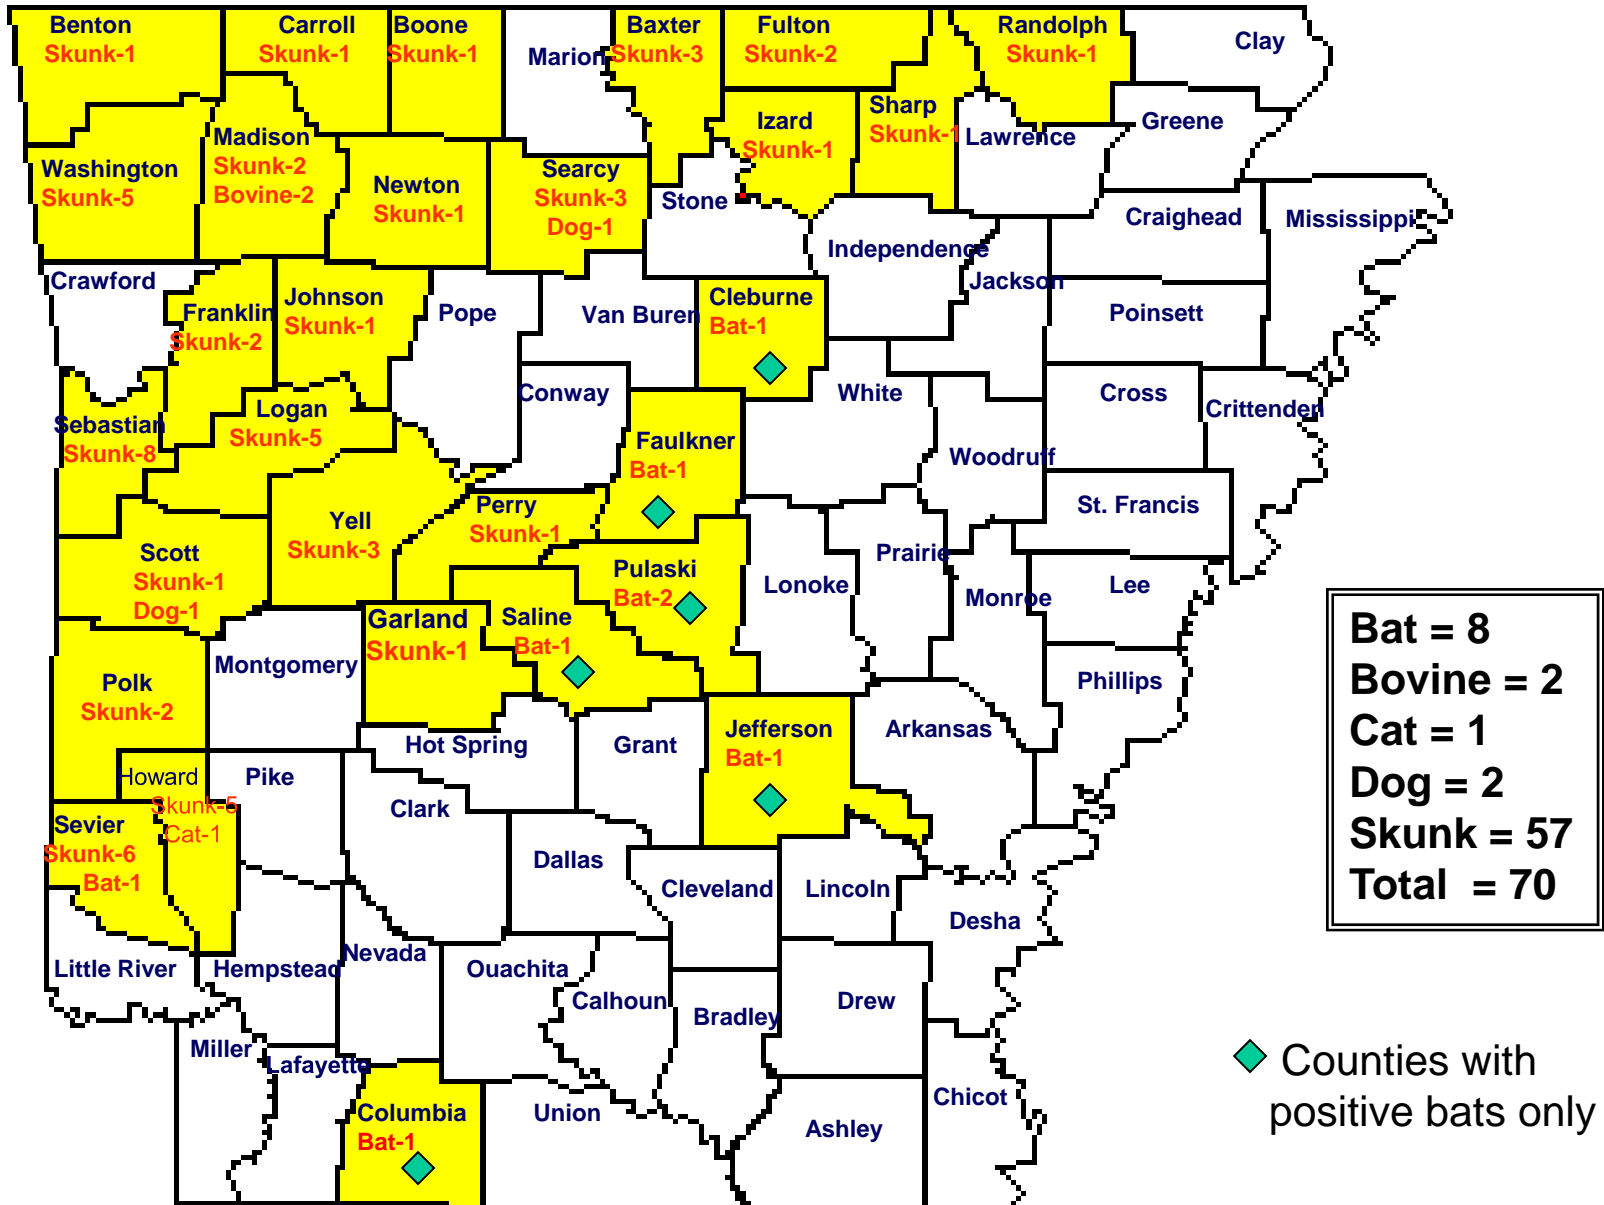 Benton
Skunk-1
Carroll
Skunk-1
Boone
Skunk-1
Marion
Baxter
Skunk-3
Fulton
Skunk-2
Randolph
Skunk-1
Clay
Washington
Skunk-5
Madison
Skunk-2
Bovine-2
Newton
Skunk-1
Searcy
Skunk-3
Dog-1
Stone
Izard
Skunk-1
Sharp
Skunk-1
Lawrence
Greene
Independence
Craighead
Mississippi
Crawford
Franklin
Skunk-2
Johnson
Skunk-1
Pope
Van Buren
Cleburne
Bat-1
Jackson
Poinsett
Sebastian
Skunk-8
Logan
Skunk-5
Conway
Faulkner
Bat-1
White
Woodruff
Cross
Crittenden
Scott
Skunk-1
Dog-1
Yell
Skunk-3
Perry
Skunk-1
Pulaski
Bat-2
Lonoke
Prairie
Monroe
St. Francis
Lee
Polk
Skunk-2
Montgomery
Garland
Skunk-1
Saline
Bat-1
Phillips
Hot Spring
Grant
Jefferson
Bat-1
Arkansas
Howard
Skunk-5
Cat-1
Pike
Clark
Sevier
Skunk-6
Bat-1
Dallas
Cleveland
Lincoln
Desha
Little River
Hempstead
Nevada
Ouachita
Calhoun
Bradley
Drew
Miller
Lafayette
Columbia
Bat-1
Union
Ashley
Chicot
Bat = 8
Bovine = 2
Cat = 1
Dog = 2
Skunk = 57
Total = 70
Counties with
positive bats only